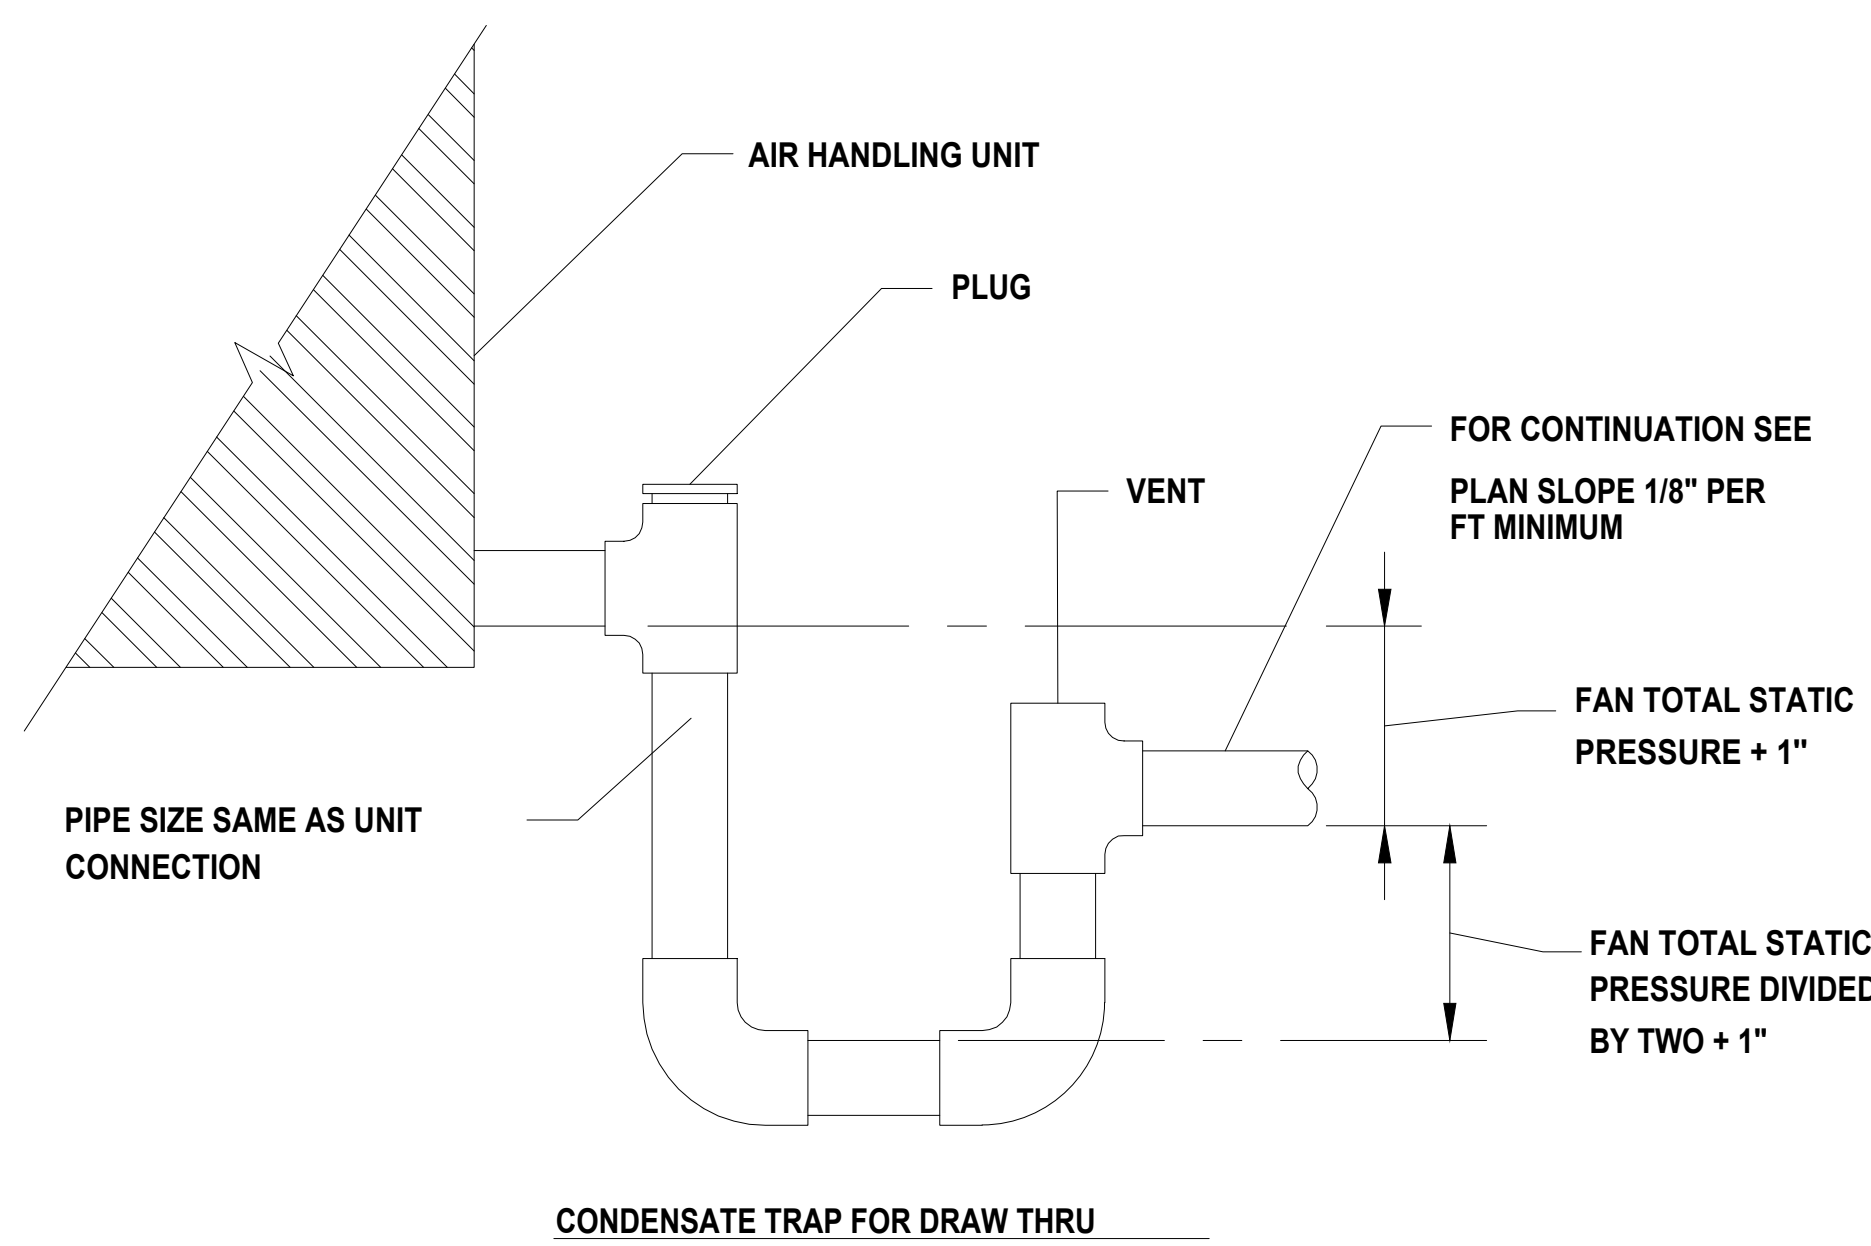 AIR HANDLING UNIT
PLUG
FOR CONTINUATION SEE
PLAN SLOPE 1/8" PER
FT MINIMUM
VENT
FAN TOTAL STATIC
PRESSURE + 1"
PIPE SIZE SAME AS UNIT
CONNECTION
FAN TOTAL STATIC
PRESSURE DIVIDED
BY TWO + 1"
CONDENSATE TRAP FOR DRAW THRU